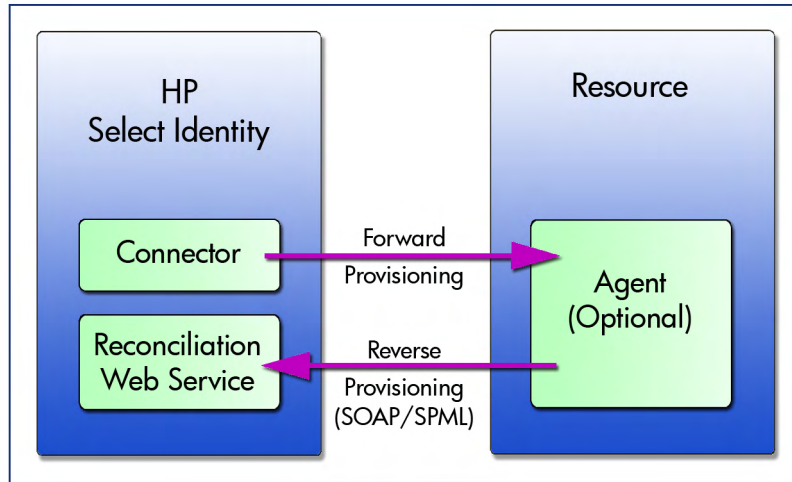 HP
Select Identity
Resource
Connector
Forward
Provisioning
Agent
(Optional)
Reconciliation
Web Service
Reverse
Provisioning
(SOAP/SPML)